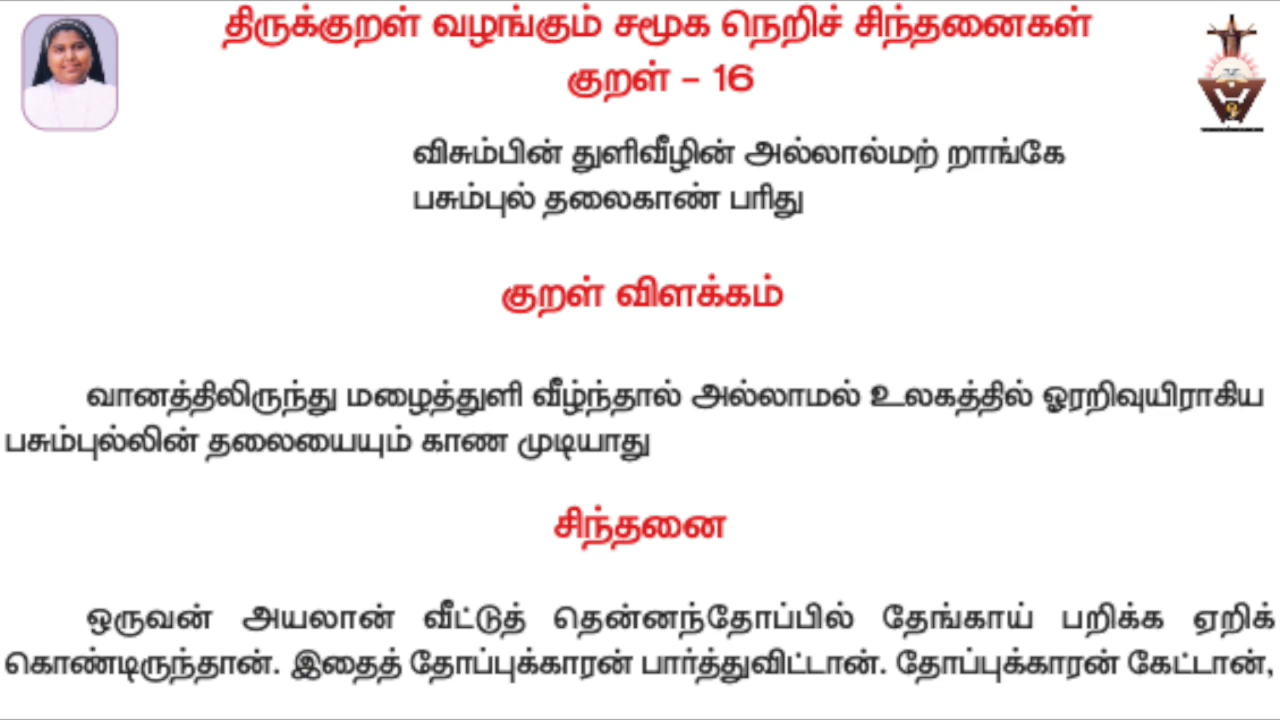 திருக்குறள் வழங்கும் சமூக நெறிச் சிந்தனைகள்
குறள் – 16
விசும்பின் துளிவீழின் அல்லால்மற் றாங்கே
பசும்புல் தலைகாண் பரிது
குறள் விளக்கம்
வானத்திலிருந்து மழைத்துளி வீழ்ந்தால் அல்லாமல் உலகத்தில் ஓரறிவுயிராகிய
பசும்புல்லின் தலையையும் காண முடியாது
சிந்தனை
ஒருவன் அயலான் வீட்டுத் தென்னந்தோப்பில் தேங்காய் பறிக்க ஏறிக்
கொண்டிருந்தான். இதைத் தோப்புக்காரன் பார்த்துவிட்டான். தோப்புக்காரன் கேட்டான்,